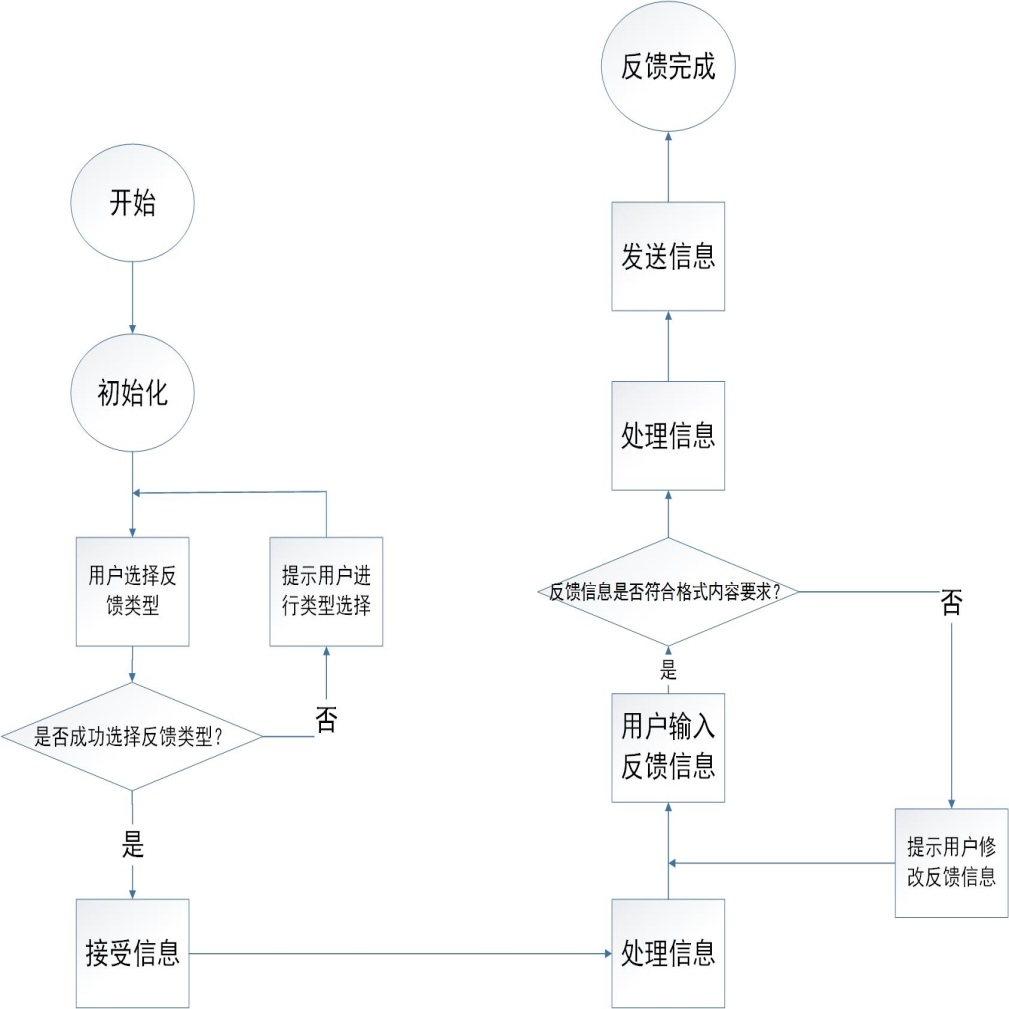 开始
初始化
用户选择反
馈类型
提示用户进
行类型选择
是否成功选择反馈类型?
否
是
接受信息
反馈完成
发送信息
处理信息
反馈信息是否符合格式内容要求?
否
是
用户输入
反馈信息
提示用户修
改反馈信息
处理信息